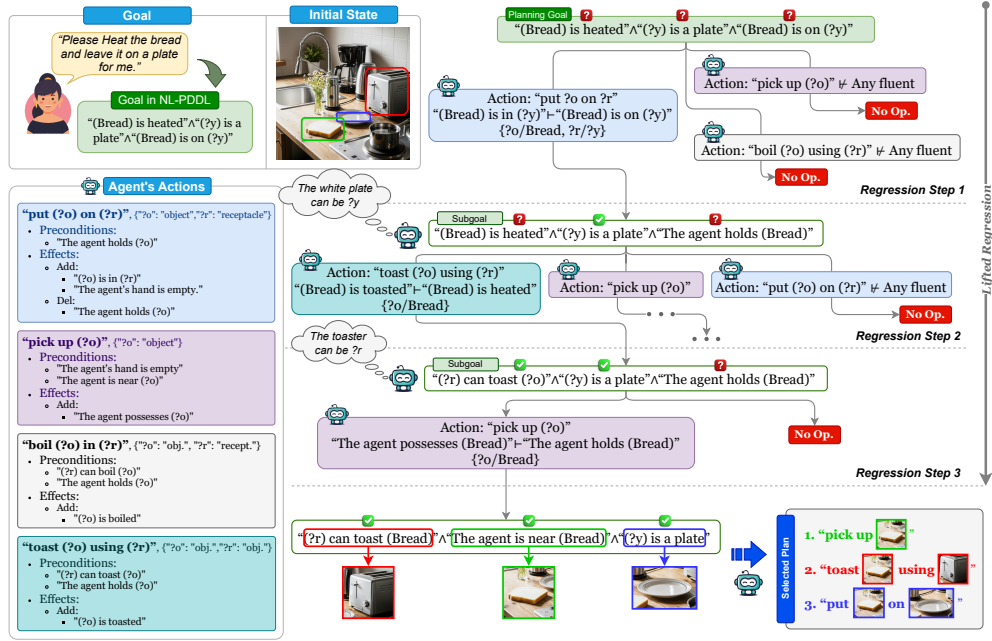 Goal
Initial State
"Please Heat the bread
and leave it on a plate
for me."
Goal in NL-PDDL
"(Bread) is heated"∧"(?y) is a
plate"∧"(Bread) is on (?y)"
Agent's Actions
"put (?o) on (?r)", {"?o": "object","?r": "receptacle"}
• Preconditions:
◦ "The agent holds (?o)"
• Effects:
◦ Add:
▪ "(?o) is in (?r)"
▪ "The agent's hand is empty."
◦ Del:
▪ "The agent holds (?o)"
"pick up (?o)", {"?o": "object"}
• Preconditions:
◦ "The agent's hand is empty"
◦ "The agent is near (?o)"
• Effects:
◦ Add:
▪ "The agent possesses (?o)"
"boil (?o) in (?r)", {"?o": "obj.", "?r": "recept."}
• Preconditions:
◦ "(?r) can boil (?o)"
◦ "The agent holds (?o)"
• Effects:
◦ Add:
▪ "(?o) is boiled"
"toast (?o) using (?r)", {"?o": "obj.","?r": "obj."}
• Preconditions:
◦ "(?r) can toast (?o)"
◦ "The agent holds (?o)"
• Effects:
◦ Add:
▪ "(?o) is toasted"
Planning Goal
? ? ?
"(Bread) is heated"∧"(?y) is a plate"∧"(Bread) is on (?y)"
Action: "put ?o on ?r"
"(Bread) is in (?y)"⊢"(Bread) is on (?y)"
{?o/Bread, ?r/?y}
Action: "pick up (?o)" ⊬ Any fluent
No Op.
Action: "boil (?o) using (?r)" ⊬ Any fluent
No Op.
Regression Step 1
The white plate
can be ?y
Subgoal
? ?
"(Bread) is heated"∧"(?y) is a plate"∧"The agent holds (Bread)"
Action: "toast (?o) using (?r)"
"(Bread) is toasted"⊢"(Bread) is heated"
{?o/Bread}
Action: "pick up (?o)"
Action: "put (?o) on (?r)" ⊬ Any fluent
No Op.
• • •
• • •
Regression Step 2
The toaster
can be ?r
Subgoal
?
"(?r) can toast (?o)"∧"(?y) is a plate"∧"The agent holds (Bread)"
Action: "pick up (?o)"
"The agent possesses (Bread)"⊢"The agent holds (Bread)"
{?o/Bread}
No Op.
Regression Step 3
"(?r) can toast (Bread)"∧"The agent is near (Bread)"∧"(?y) is a plate"
Lifted Regression
Selected Plan
1. "pick up "
2. "toast using "
3. "put on "